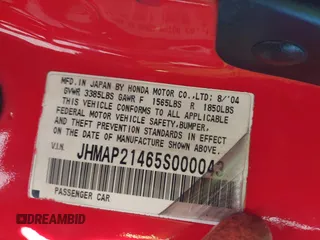 MFD. IN JAPAN BY HONDA MOTOR CO.,LTD; 8/'04
GVWR 3385LBS GAWR F 1565LBS R 1850LBS
THIS VEHICLE CONFORMS TO ALL APPLICABLE
FEDERAL MOTOR VEHICLE SAFETY, BUMPER,
AND THEFT PREVENTION STANDARDS IN EFFECT
ON THE DATE OF MANUFACTURE SHOWN ABOVE.
V.I.N. JHMAP21465S000043
PASSENGER CAR
DREAMBID